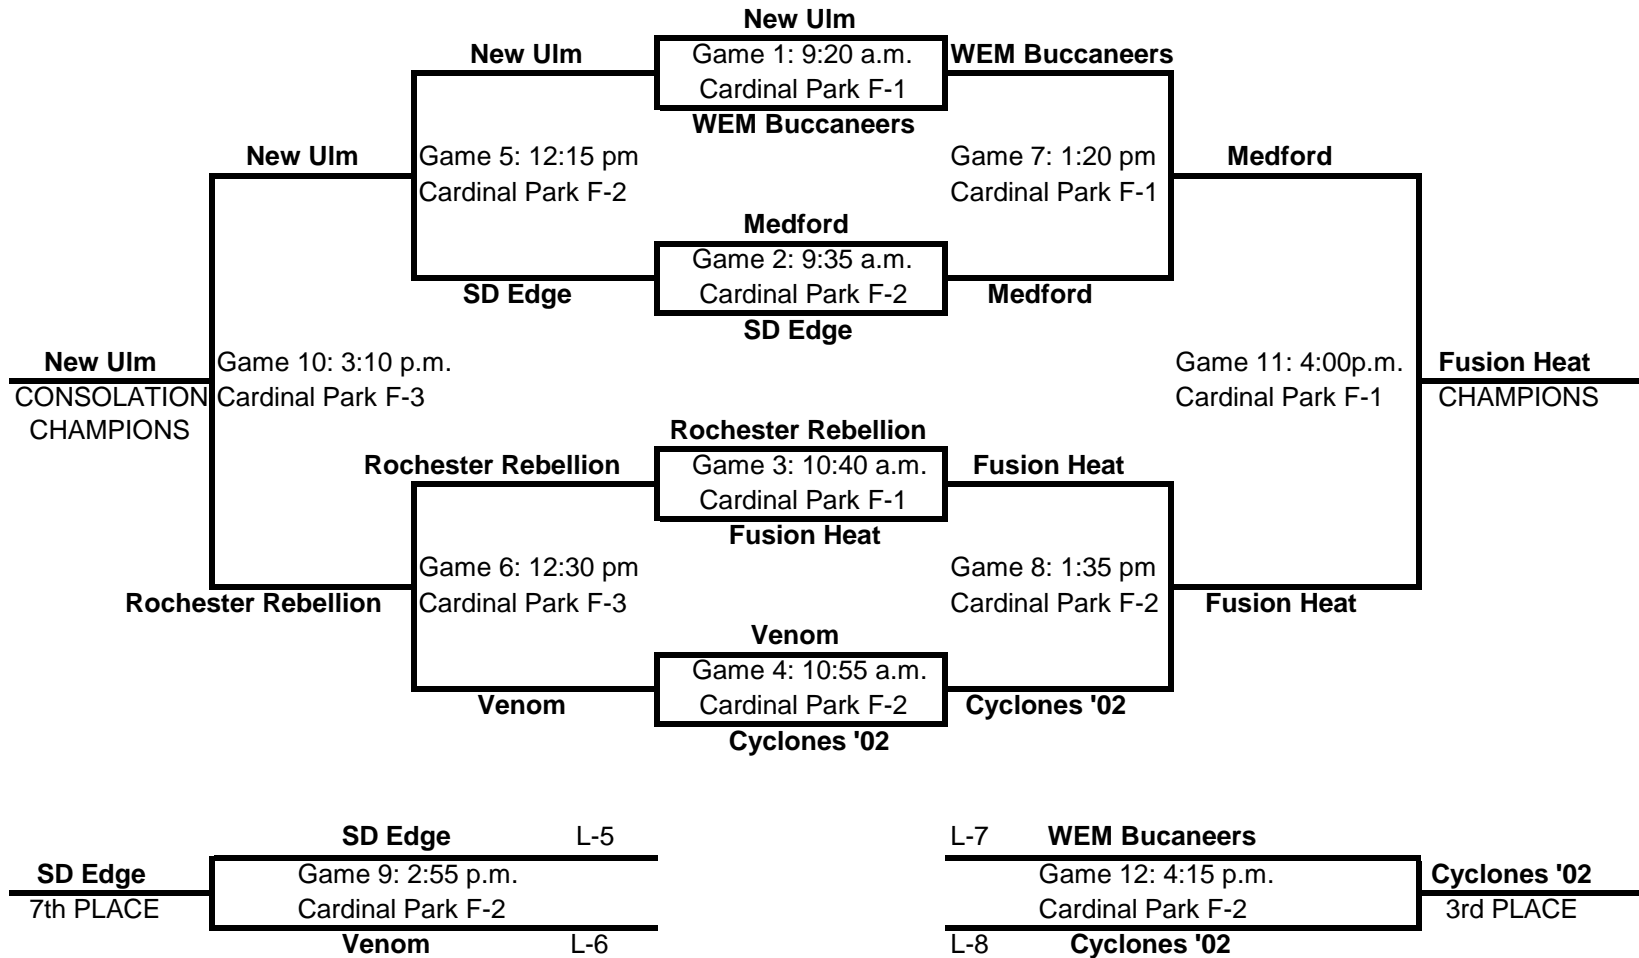 New Ulm
New Ulm
Game 1: 9:20 a.m.
WEM Buccaneers
Cardinal Park F-1
WEM Buccaneers
New Ulm
Game 5: 12:15 pm
Game 7: 1:20 pm
Medford
Cardinal Park F-2
Cardinal Park F-1
Medford
Game 2: 9:35 a.m.
SD Edge
Cardinal Park F-2
Medford
SD Edge
New Ulm
Game 10: 3:10 p.m.
Game 11: 4:00p.m.
Fusion Heat
CONSOLATION
Cardinal Park F-3
Cardinal Park F-1
CHAMPIONS
CHAMPIONS
Rochester Rebellion
Rochester Rebellion
Game 3: 10:40 a.m.
Fusion Heat
Cardinal Park F-1
Fusion Heat
Game 6: 12:30 pm
Game 8: 1:35 pm
Rochester Rebellion
Cardinal Park F-3
Cardinal Park F-2
Fusion Heat
Venom
Game 4: 10:55 a.m.
Venom
Cardinal Park F-2
Cyclones '02
Cyclones '02
SD Edge L-5
L-7 WEM Bucaneers
SD Edge
Game 9: 2:55 p.m.
Game 12: 4:15 p.m.
Cyclones '02
7th PLACE
Cardinal Park F-2
Cardinal Park F-2
3rd PLACE
Venom L-6
L-8 Cyclones '02